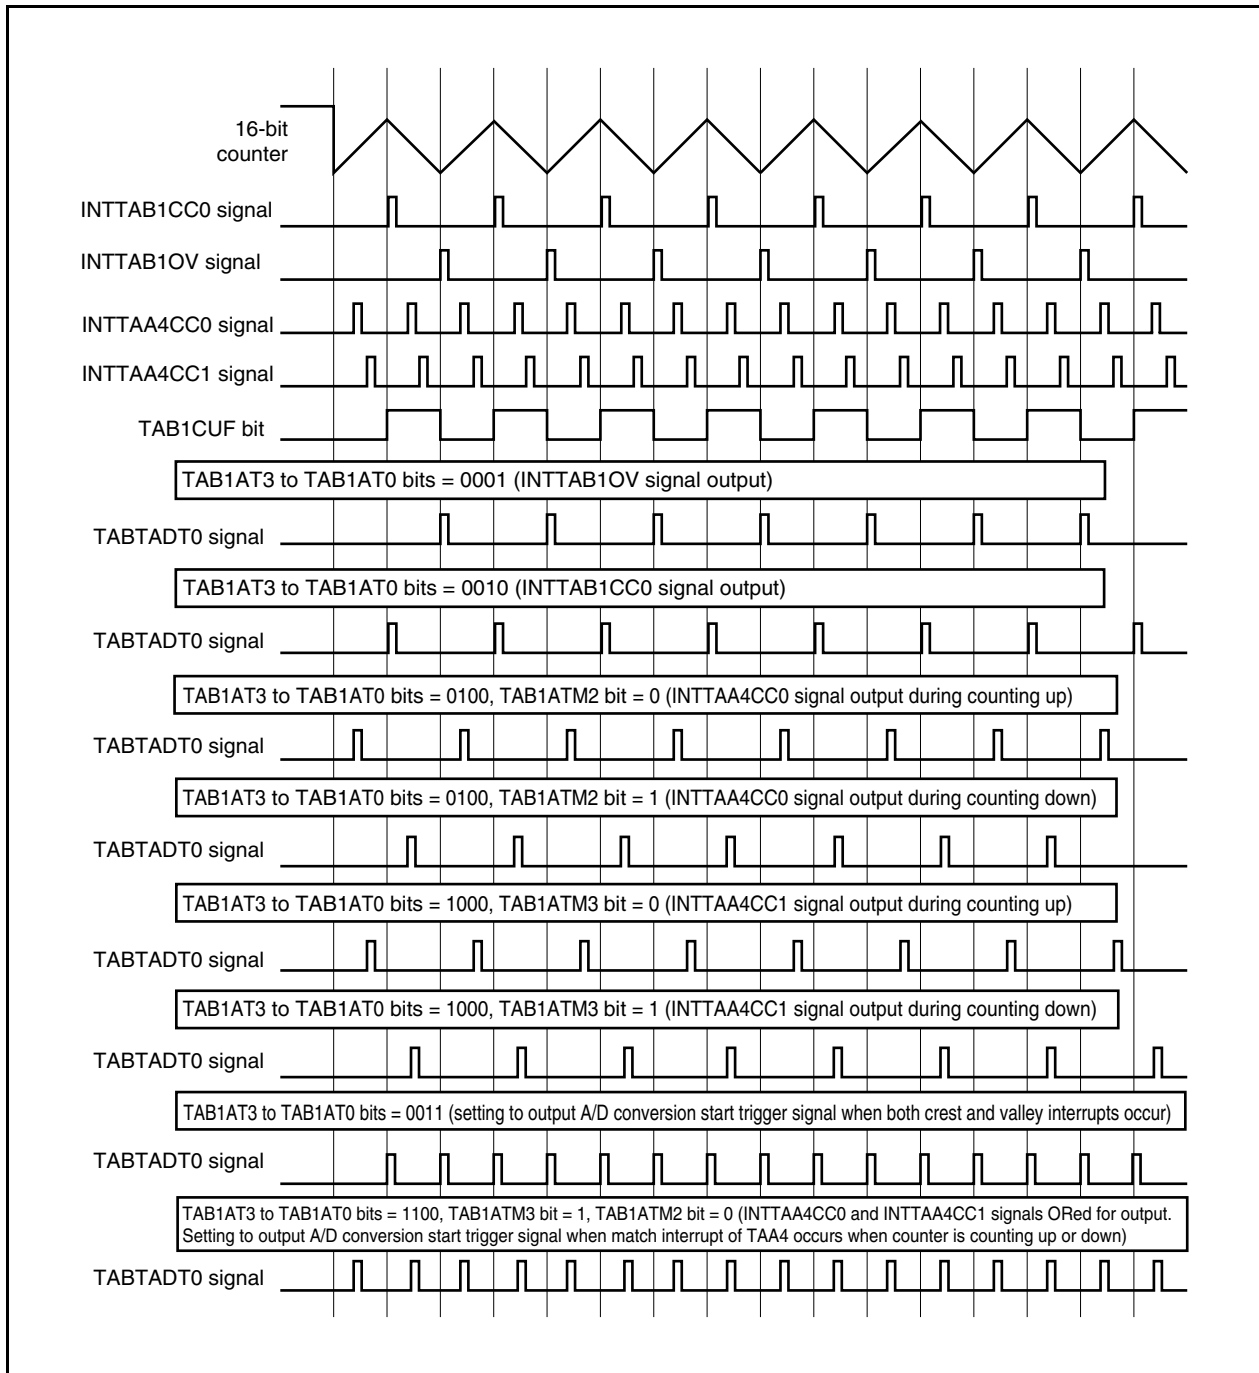 16-bit
counter
INTTAB1CC0 signal
INTTAB1OV signal
INTTAA4CC0 signal
INTTAA4CC1 signal
TAB1CUF bit
TAB1AT3 to TAB1AT0 bits = 0001 (INTTAB1OV signal output)
TABTADT0 signal
TAB1AT3 to TAB1AT0 bits = 0010 (INTTAB1CC0 signal output)
TABTADT0 signal
TAB1AT3 to TAB1AT0 bits = 0100, TAB1ATM2 bit = 0 (INTTAA4CC0 signal output during counting up)
TABTADT0 signal
TAB1AT3 to TAB1AT0 bits = 0100, TAB1ATM2 bit = 1 (INTTAA4CC0 signal output during counting down)
TABTADT0 signal
TAB1AT3 to TAB1AT0 bits = 1000, TAB1ATM3 bit = 0 (INTTAA4CC1 signal output during counting up)
TABTADT0 signal
TAB1AT3 to TAB1AT0 bits = 1000, TAB1ATM3 bit = 1 (INTTAA4CC1 signal output during counting down)
TABTADT0 signal
TAB1AT3 to TAB1AT0 bits = 0011 (setting to output A/D conversion start trigger signal when both crest and valley interrupts occur)
TABTADT0 signal
TAB1AT3 to TAB1AT0 bits = 1100, TAB1ATM3 bit = 1, TAB1ATM2 bit = 0 (INTTAA4CC0 and INTTAA4CC1 signals ORed for output.
Setting to output A/D conversion start trigger signal when match interrupt of TAA4 occurs when counter is counting up or down)
TABTADT0 signal